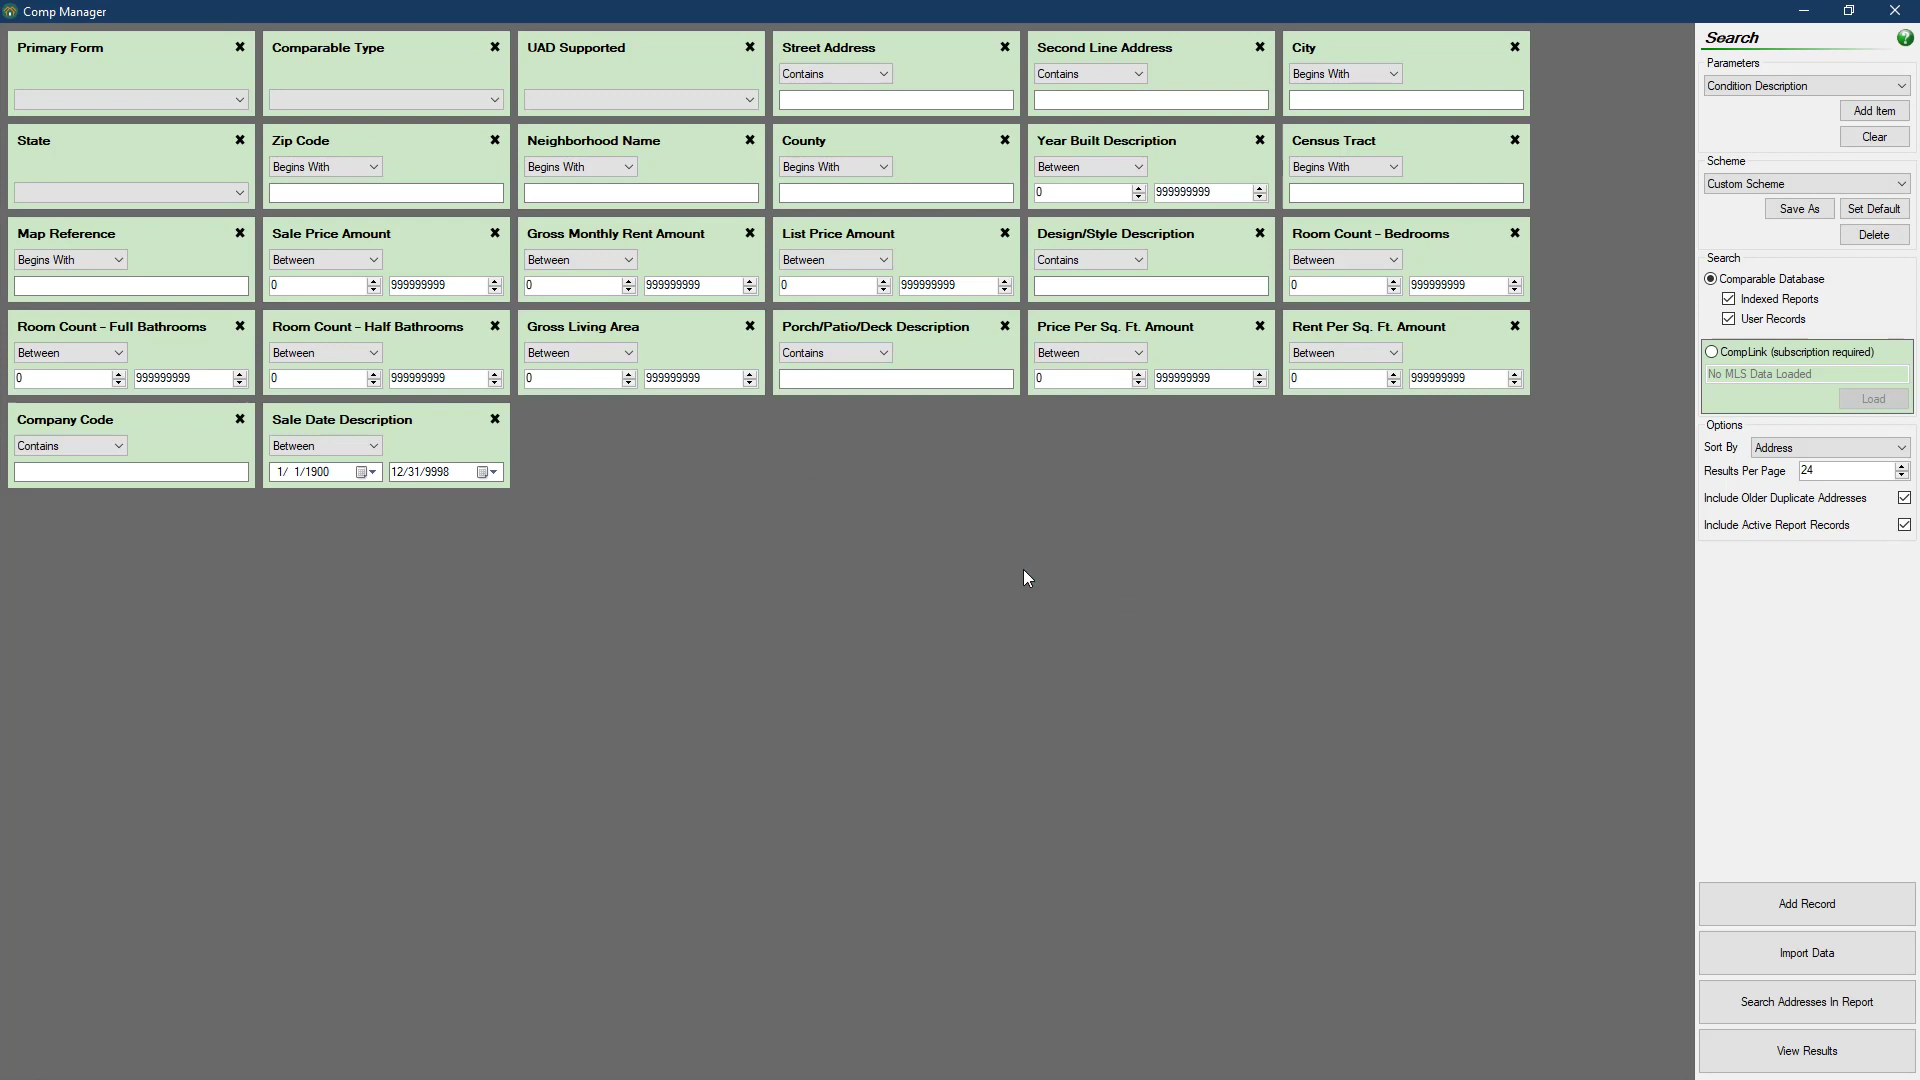 Comp Manager
Primary Form
Comparable Type
UAD Supported
Street Address
Contains
Second Line Address
Contains
City
Begins With
State
Zip Code
Begins With
Neighborhood Name
Begins With
County
Begins With
Year Built Description
Between
0 999999999
Census Tract
Begins With
Map Reference
Begins With
Sale Price Amount
Between
0 999999999
Gross Monthly Rent Amount
Between
0 999999999
List Price Amount
Between
0 999999999
Design/Style Description
Contains
Room Count - Bedrooms
Between
0 999999999
Room Count - Full Bathrooms
Between
0 999999999
Room Count - Half Bathrooms
Between
0 999999999
Gross Living Area
Between
0 999999999
Porch/Patio/Deck Description
Contains
Price Per Sq. Ft. Amount
Between
0 999999999
Rent Per Sq. Ft. Amount
Between
0 999999999
Company Code
Contains
Sale Date Description
Between
1/ 1/1900 12/31/9998
Search
?
Parameters
Condition Description
Add Item
Clear
Scheme
Custom Scheme
Save As Set Default
Delete
Search
Comparable Database
Indexed Reports
User Records
CompLink (subscription required)
No MLS Data Loaded
Load
Options
Sort By Address
Results Per Page 24
Include Older Duplicate Addresses
Include Active Report Records
Add Record
Import Data
Search Addresses In Report
View Results